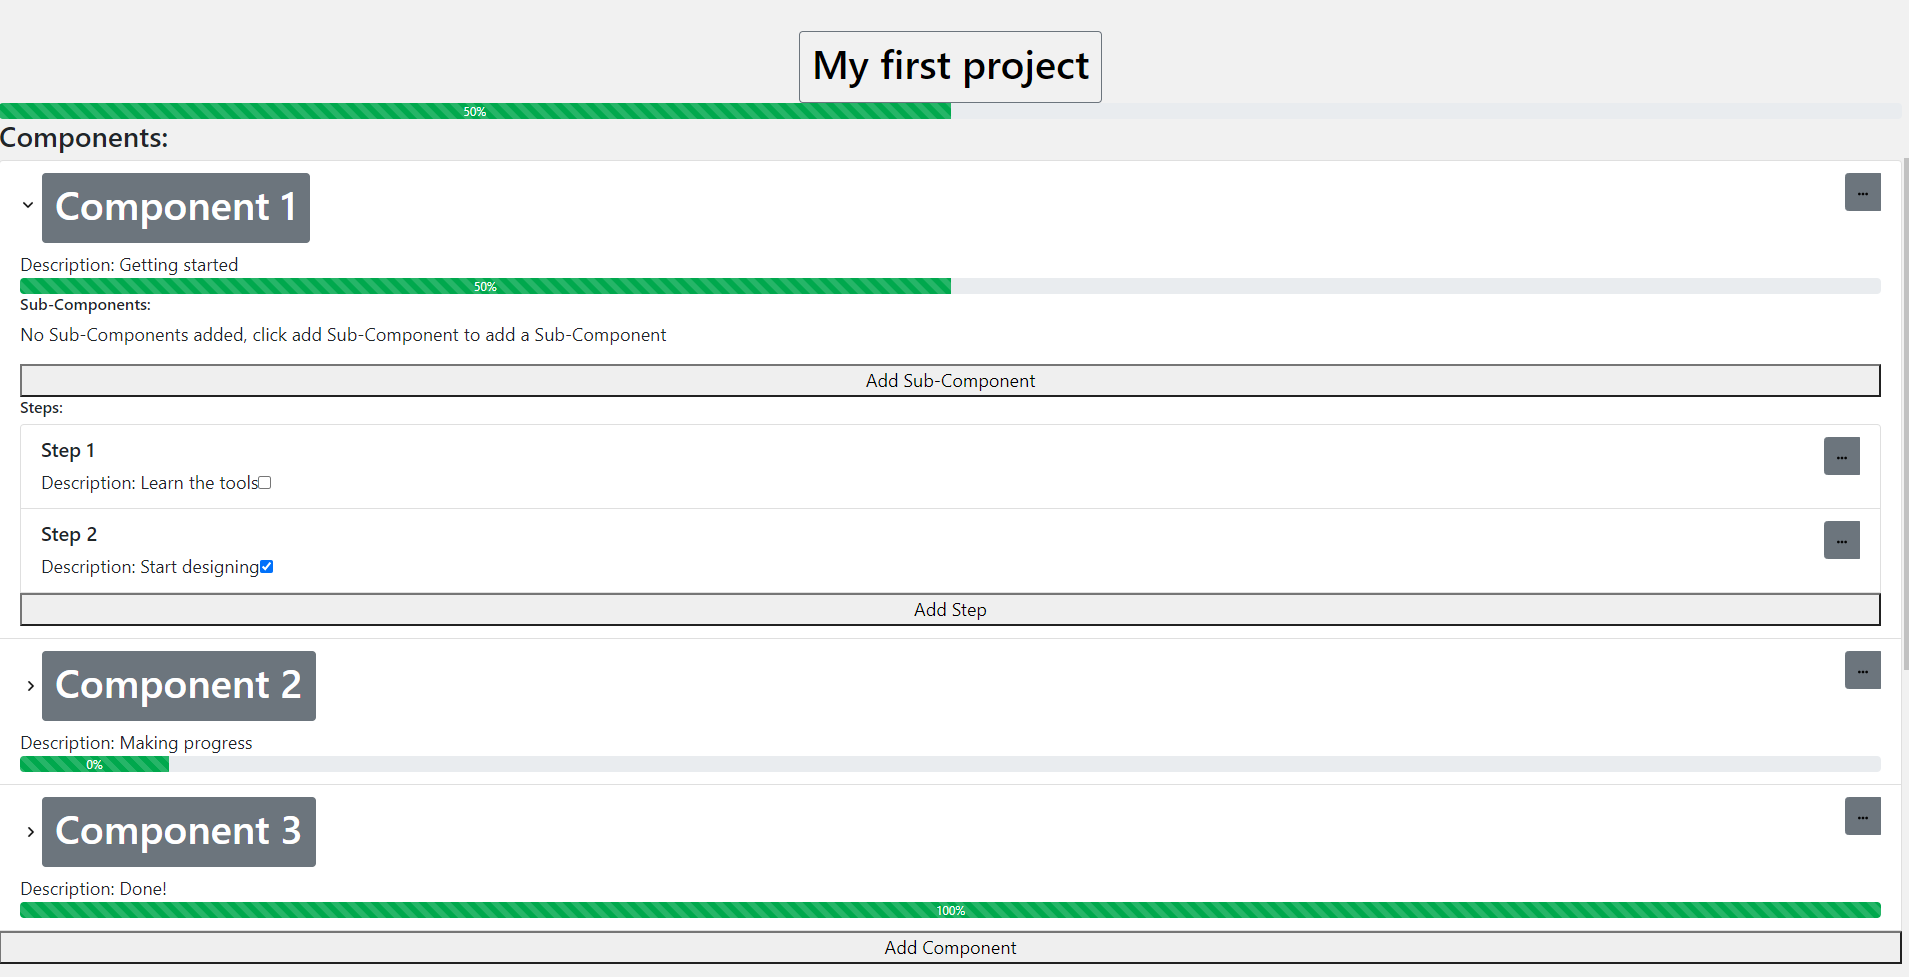 My first project
50%
Components:
Component 1
...
Description: Getting started
50%
Sub-Components:
No Sub-Components added, click add Sub-Component to add a Sub-Component
Add Sub-Component
Steps:
Step 1
...
Description: Learn the tools
Step 2
...
Description: Start designing
Add Step
Component 2
...
Description: Making progress
0%
Component 3
...
Description: Done!
100%
Add Component